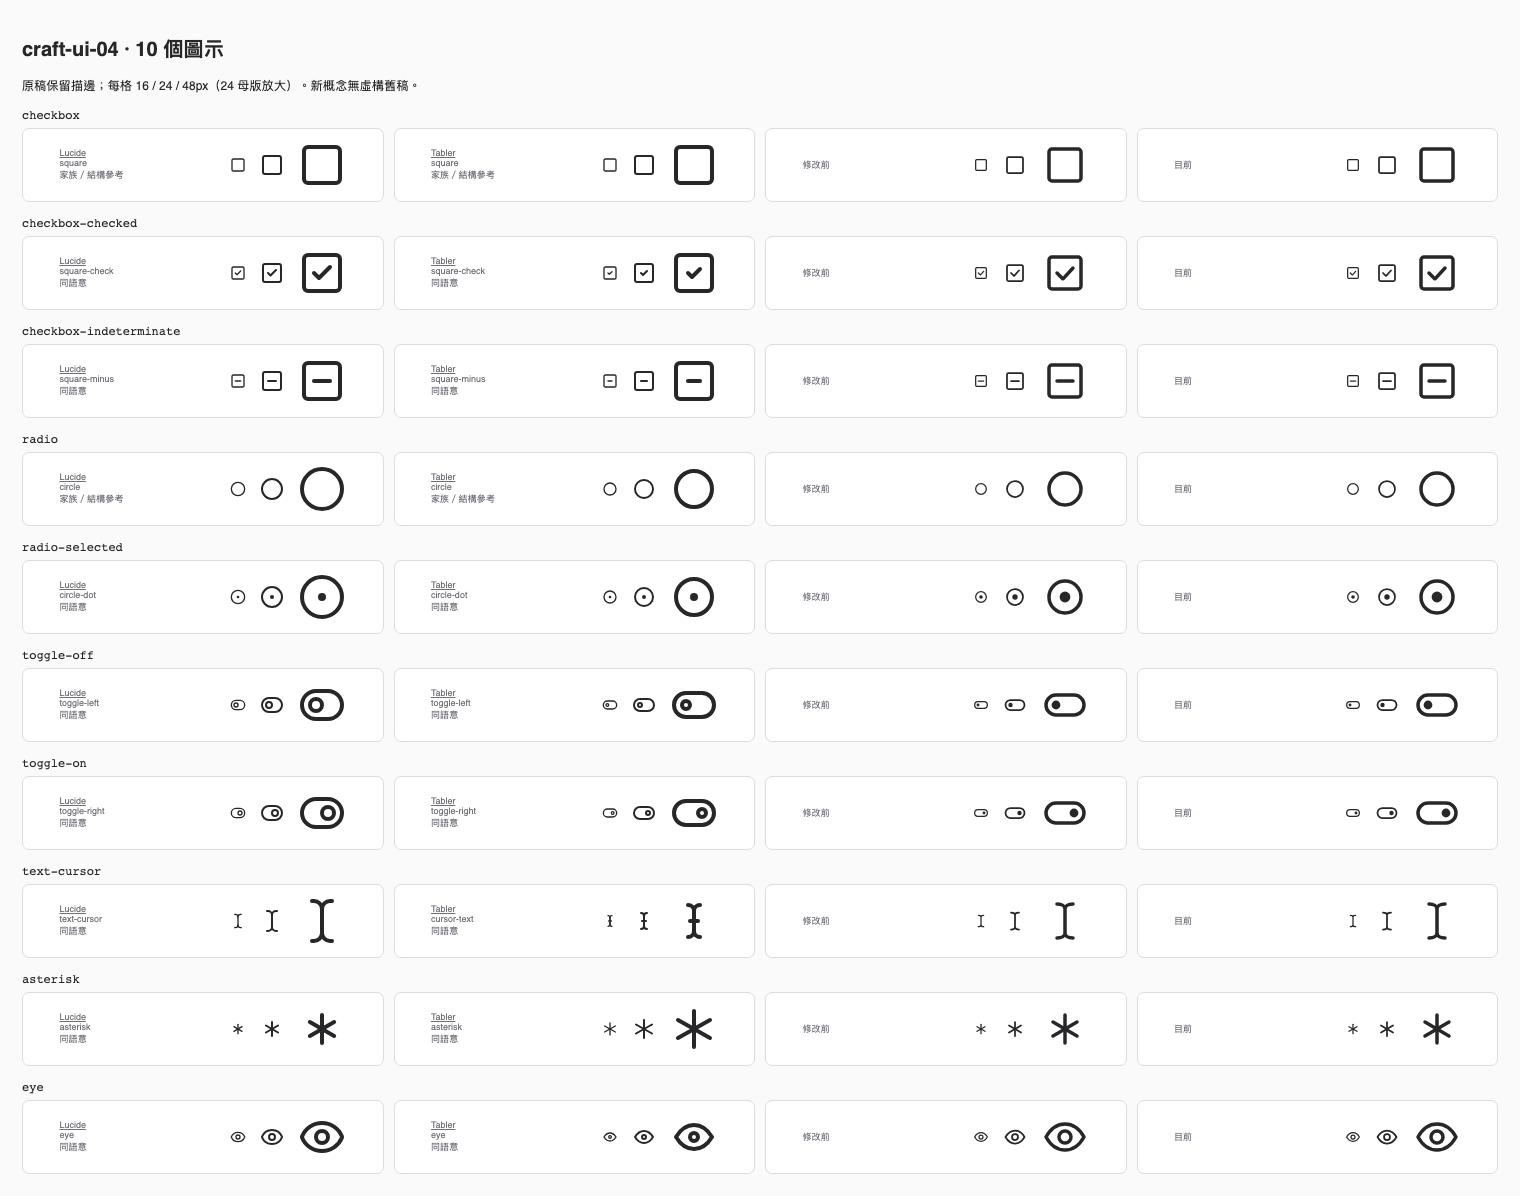 craft-ui-04 · 10 個圖示
原稿保留描邊；每格 16 / 24 / 48px（24 母版放大）。新概念無虛構舊稿。
checkbox
Lucide
square
家族 / 結構參考
Tabler
square
家族 / 結構參考
修改前
目前
checkbox-checked
Lucide
square-check
同語意
Tabler
square-check
同語意
修改前
目前
checkbox-indeterminate
Lucide
square-minus
同語意
Tabler
square-minus
同語意
修改前
目前
radio
Lucide
circle
家族 / 結構參考
Tabler
circle
家族 / 結構參考
修改前
目前
radio-selected
Lucide
circle-dot
同語意
Tabler
circle-dot
同語意
修改前
目前
toggle-off
Lucide
toggle-left
同語意
Tabler
toggle-left
同語意
修改前
目前
toggle-on
Lucide
toggle-right
同語意
Tabler
toggle-right
同語意
修改前
目前
text-cursor
Lucide
text-cursor
同語意
Tabler
cursor-text
同語意
修改前
目前
asterisk
Lucide
asterisk
同語意
Tabler
asterisk
同語意
修改前
目前
eye
Lucide
eye
同語意
Tabler
eye
同語意
修改前
目前